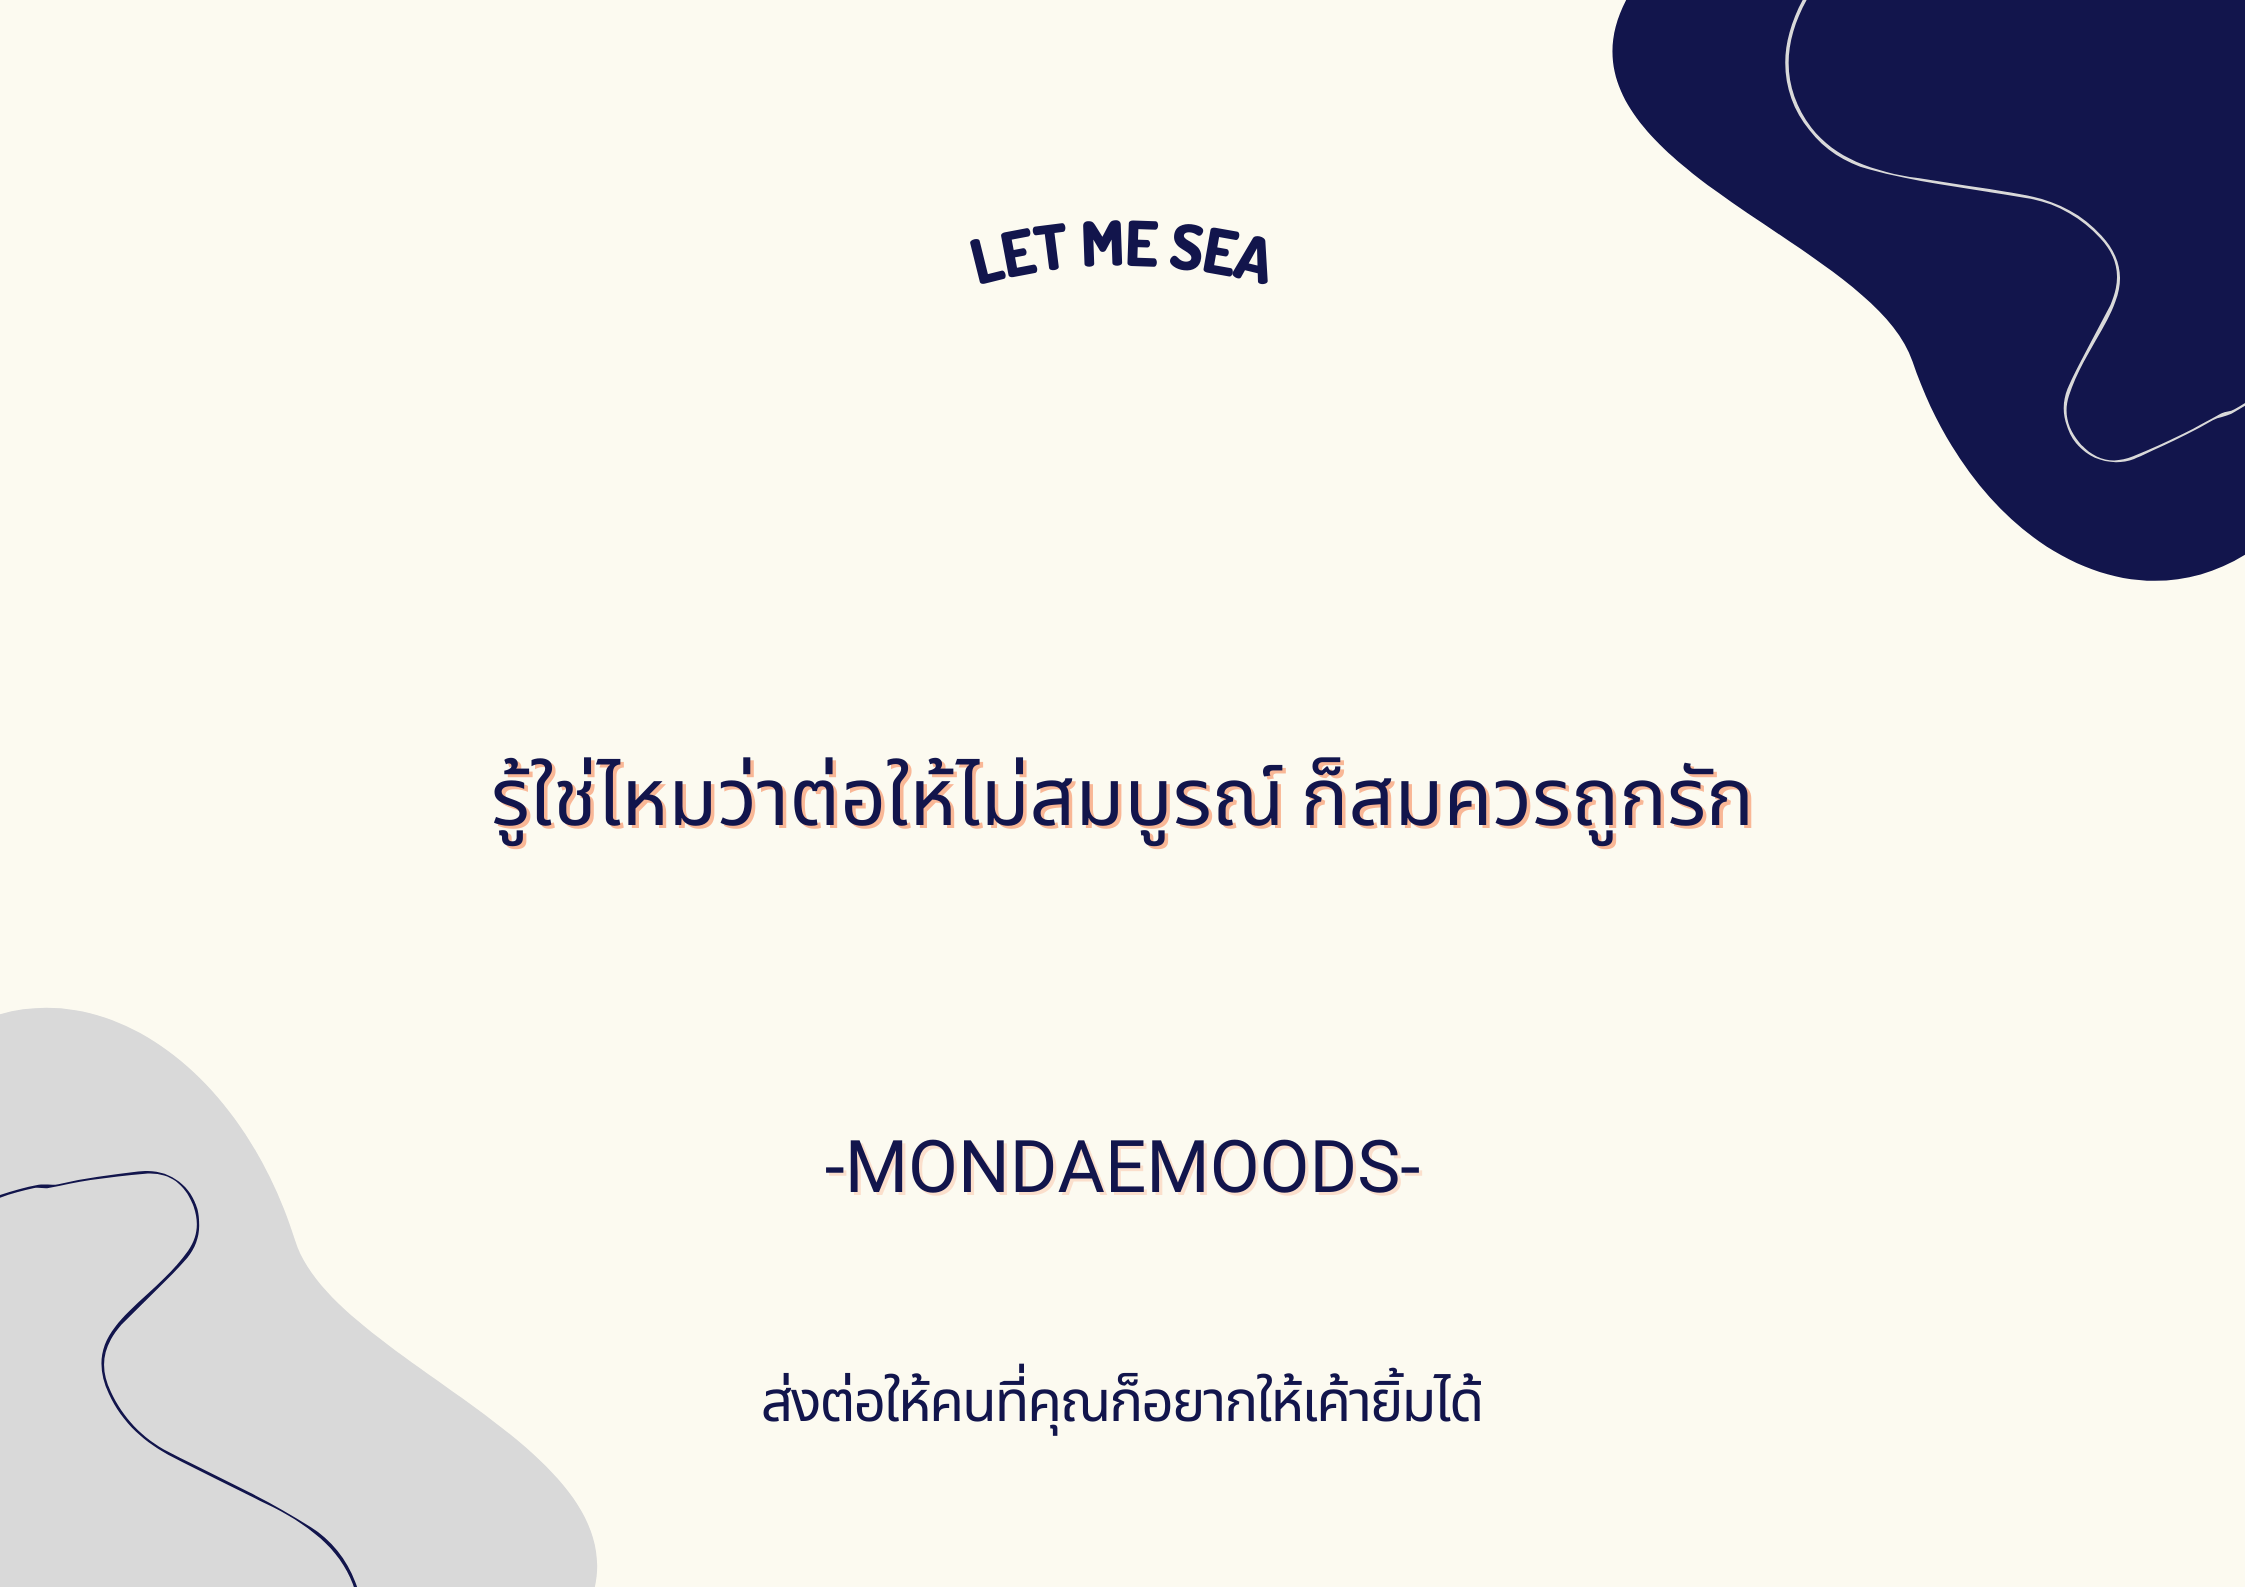 LET ME SEA
รู้ใช่ไหมว่าต่อให้ไม่สมบูรณ์ ก็สมควรถูกรัก
-MONDAEMOODS-
ส่งต่อให้คนที่คุณก็อยากให้เค้ายิ้มได้